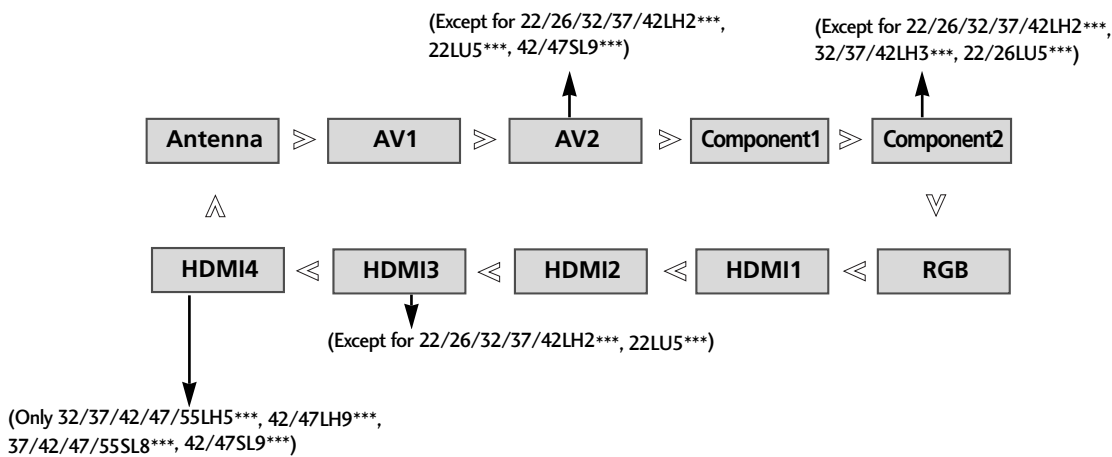 (Except for 22/26/32/37/42LH2***,
22LU5***, 42/47SL9***)
(Except for 22/26/32/37/42LH2***,
32/37/42LH3***, 22/26LU5***)
Antenna
AV1
AV2
Component1
Component2
HDMI4
HDMI3
HDMI2
HDMI1
RGB
(Except for 22/26/32/37/42LH2***, 22LU5***)
(Only 32/37/42/47/55LH5***, 42/47LH9***,
37/42/47/55SL8***, 42/47SL9***)